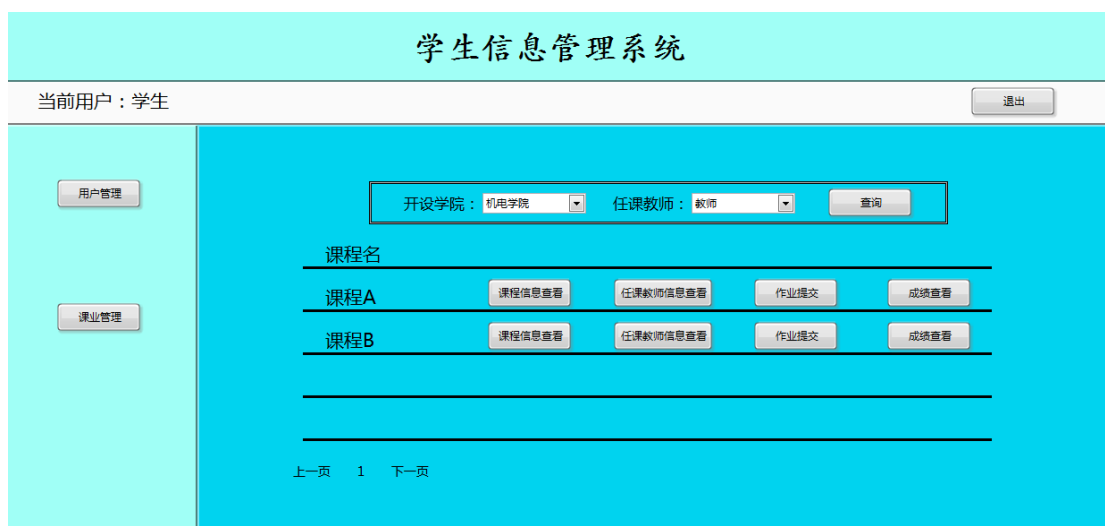 学生信息管理系统
当前用户：学生 退出
用户管理
开设学院： 机电学院 任课教师： 教师 查询
课程名
课程A 课程信息查看 任课教师信息查看 作业提交 成绩查看
课业管理
课程B 课程信息查看 任课教师信息查看 作业提交 成绩查看
上一页 1 下一页